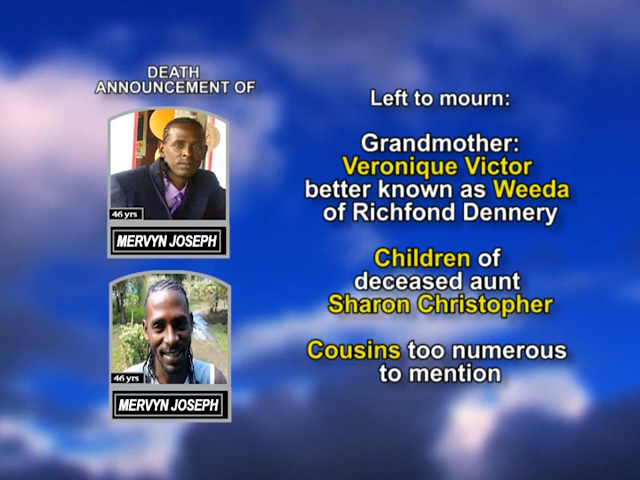 DEATH
ANNOUNCEMENT OF
46 yrs
MERVYN JOSEPH
46 yrs
MERVYN JOSEPH
Left to mourn:
Grandmother:
Veronique Victor
better known as Weeda
of Richfond Dennery
Children of
deceased aunt
Sharon Christopher
Cousins too numerous
to mention